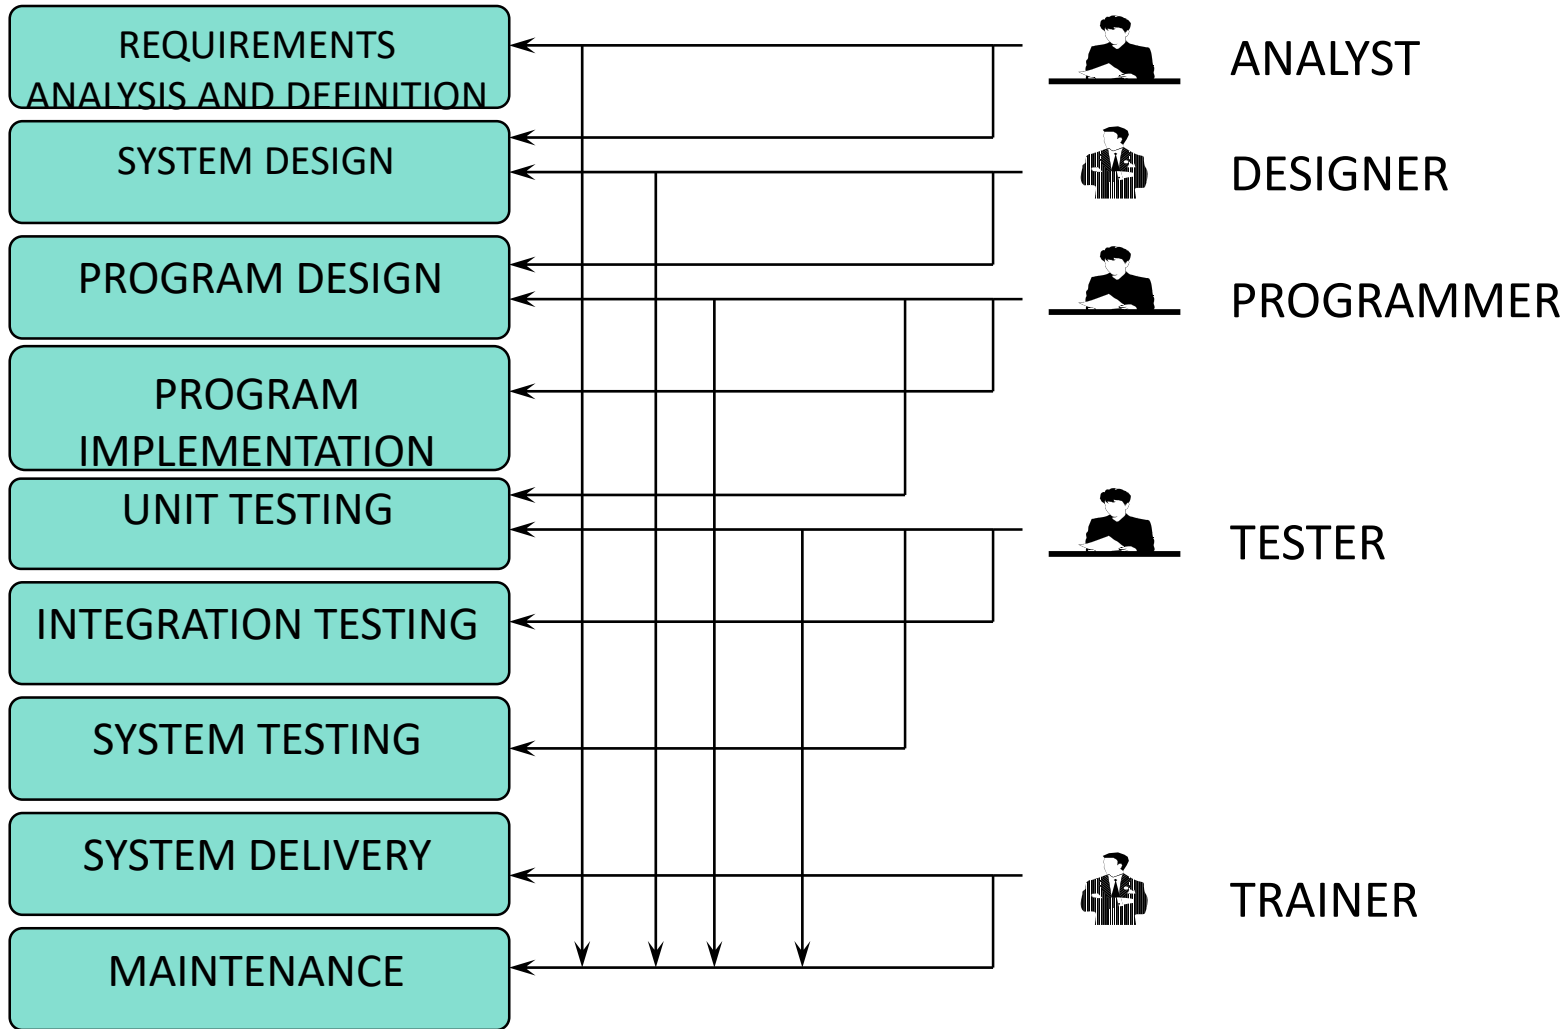 REQUIREMENTS
ANALYSIS AND DEFINITION
SYSTEM DESIGN
PROGRAM DESIGN
PROGRAM
IMPLEMENTATION
UNIT TESTING
INTEGRATION TESTING
SYSTEM TESTING
SYSTEM DELIVERY
MAINTENANCE
ANALYST
DESIGNER
PROGRAMMER
TESTER
TRAINER